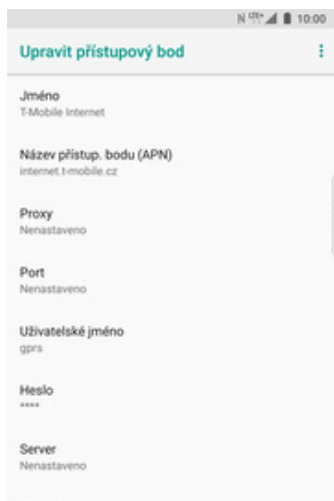 N LTE+ 10:00
Upravit přístupový bod
Jméno
T-Mobile Internet
Název přístup. bodu (APN)
internet.t-mobile.cz
Proxy
Nenastaveno
Port
Nenastaveno
Uživatelské jméno
gprs
Heslo
****
Server
Nenastaveno